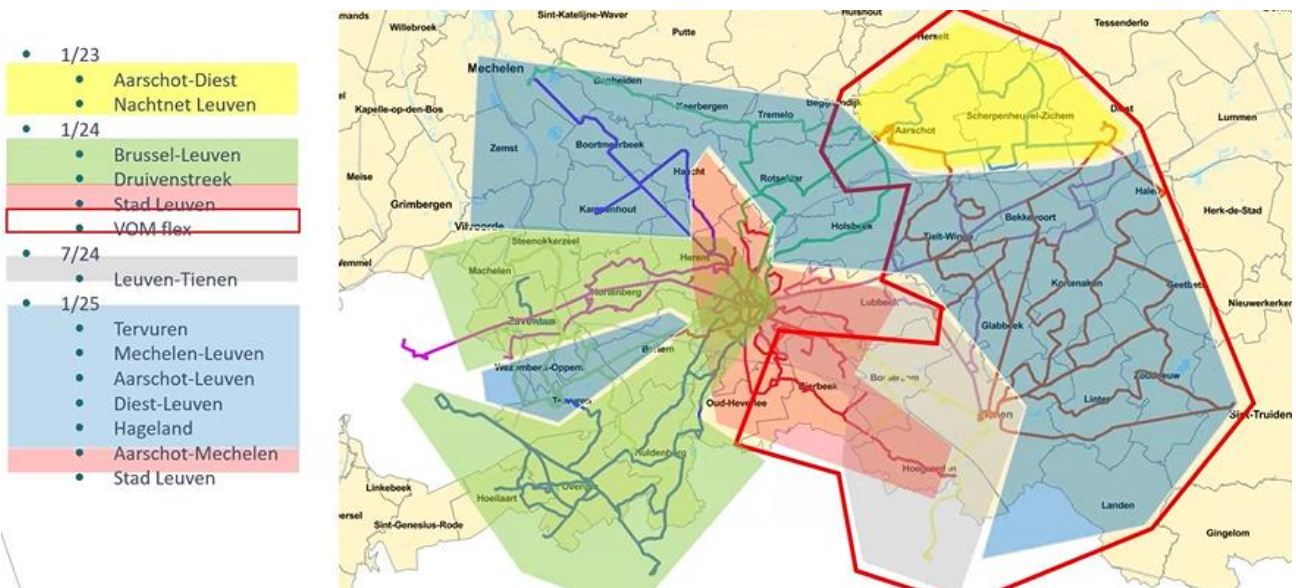 1/23
Aarschot-Diest
Nachtnet Leuven
1/24
Brussel-Leuven
Druivenstreek
Stad Leuven
VOM flex
7/24
Leuven-Tienen
1/25
Tervuren
Mechelen-Leuven
Aarschot-Leuven
Diest-Leuven
Hageland
Aarschot-Mechelen
Stad Leuven
Willebroek
Sint-Katelijne-Waver
Putte
Tessenderlo
Mechelen
Kapelle-op-den-Bos
Keerbergen
Tremelo
Begijnendijk
Diest
Lummen
Aarschot
Scherpenheuvel-Zichem
Zemst
Boortmeerbeek
Haacht
Rotselaar
Meise
Halen
Grimbergen
Kampenhout
Holsbeek
Bekkevoort
Herk-de-Stad
Vilvoorde
Tielt-Winge
Steenokkerzeel
Machelen
Herent
Kortenaken
Geetbets
Kortenberg
Zaventem
Lubbeek
Nieuwerkerken
Glabbeek
Bertem
Wezembeek-Oppem
Boutersem
Zoutleeuw
Bierbeek
Tervuren
Oud-Heverlee
Tienen
Linter
Sint-Truiden
Huldenberg
Hoegaarden
Linkebeek
Hoeilaart
Overijse
Landen
Sint-Genesius-Rode
Gingelom